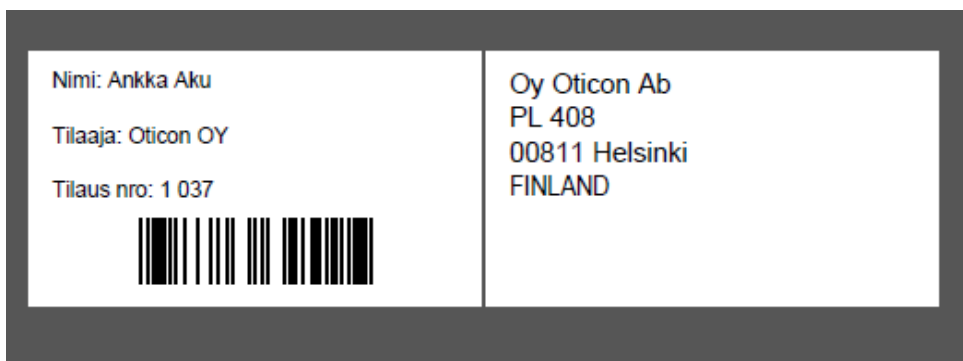 Nimi: Ankka Aku
Tilaaja: Oticon OY
Tilaus nro: 1 037
Oy Oticon Ab
PL 408
00811 Helsinki
FINLAND